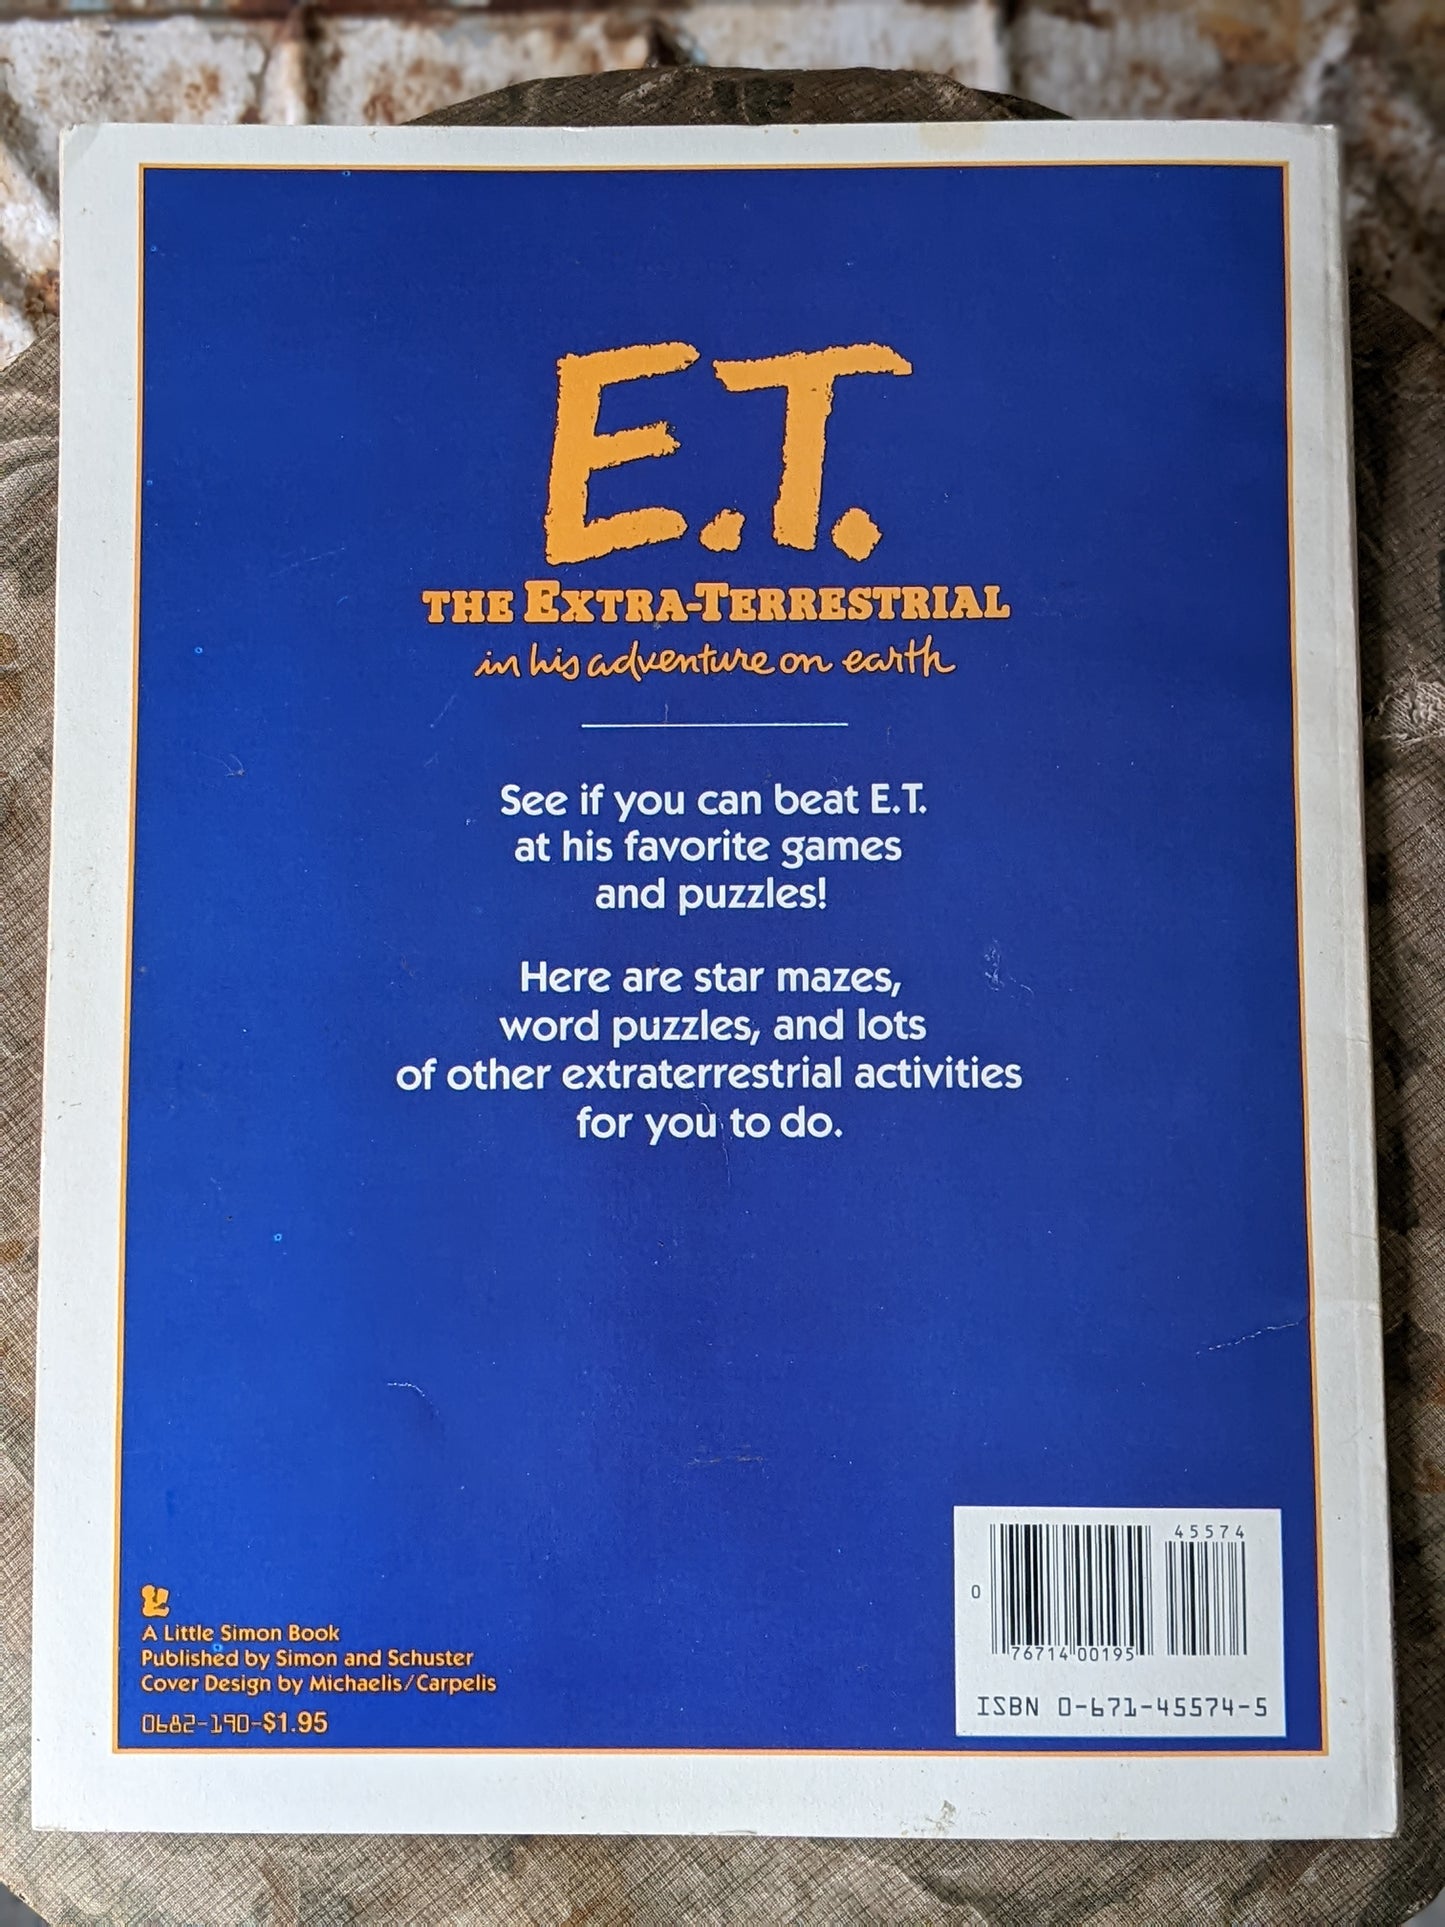 E.T.
THE EXTRA-TERRESTRIAL
in his adventure on earth
See if you can beat E.T.
at his favorite games
and puzzles!
Here are star mazes,
word puzzles, and lots
of other extraterrestrial activities
for you to do.
A Little Simon Book
Published by Simon and Schuster
Cover Design by Michaelis/Carpelis
0682-190-$1.95
45574
0
76714 00195
ISBN 0-671-45574-5